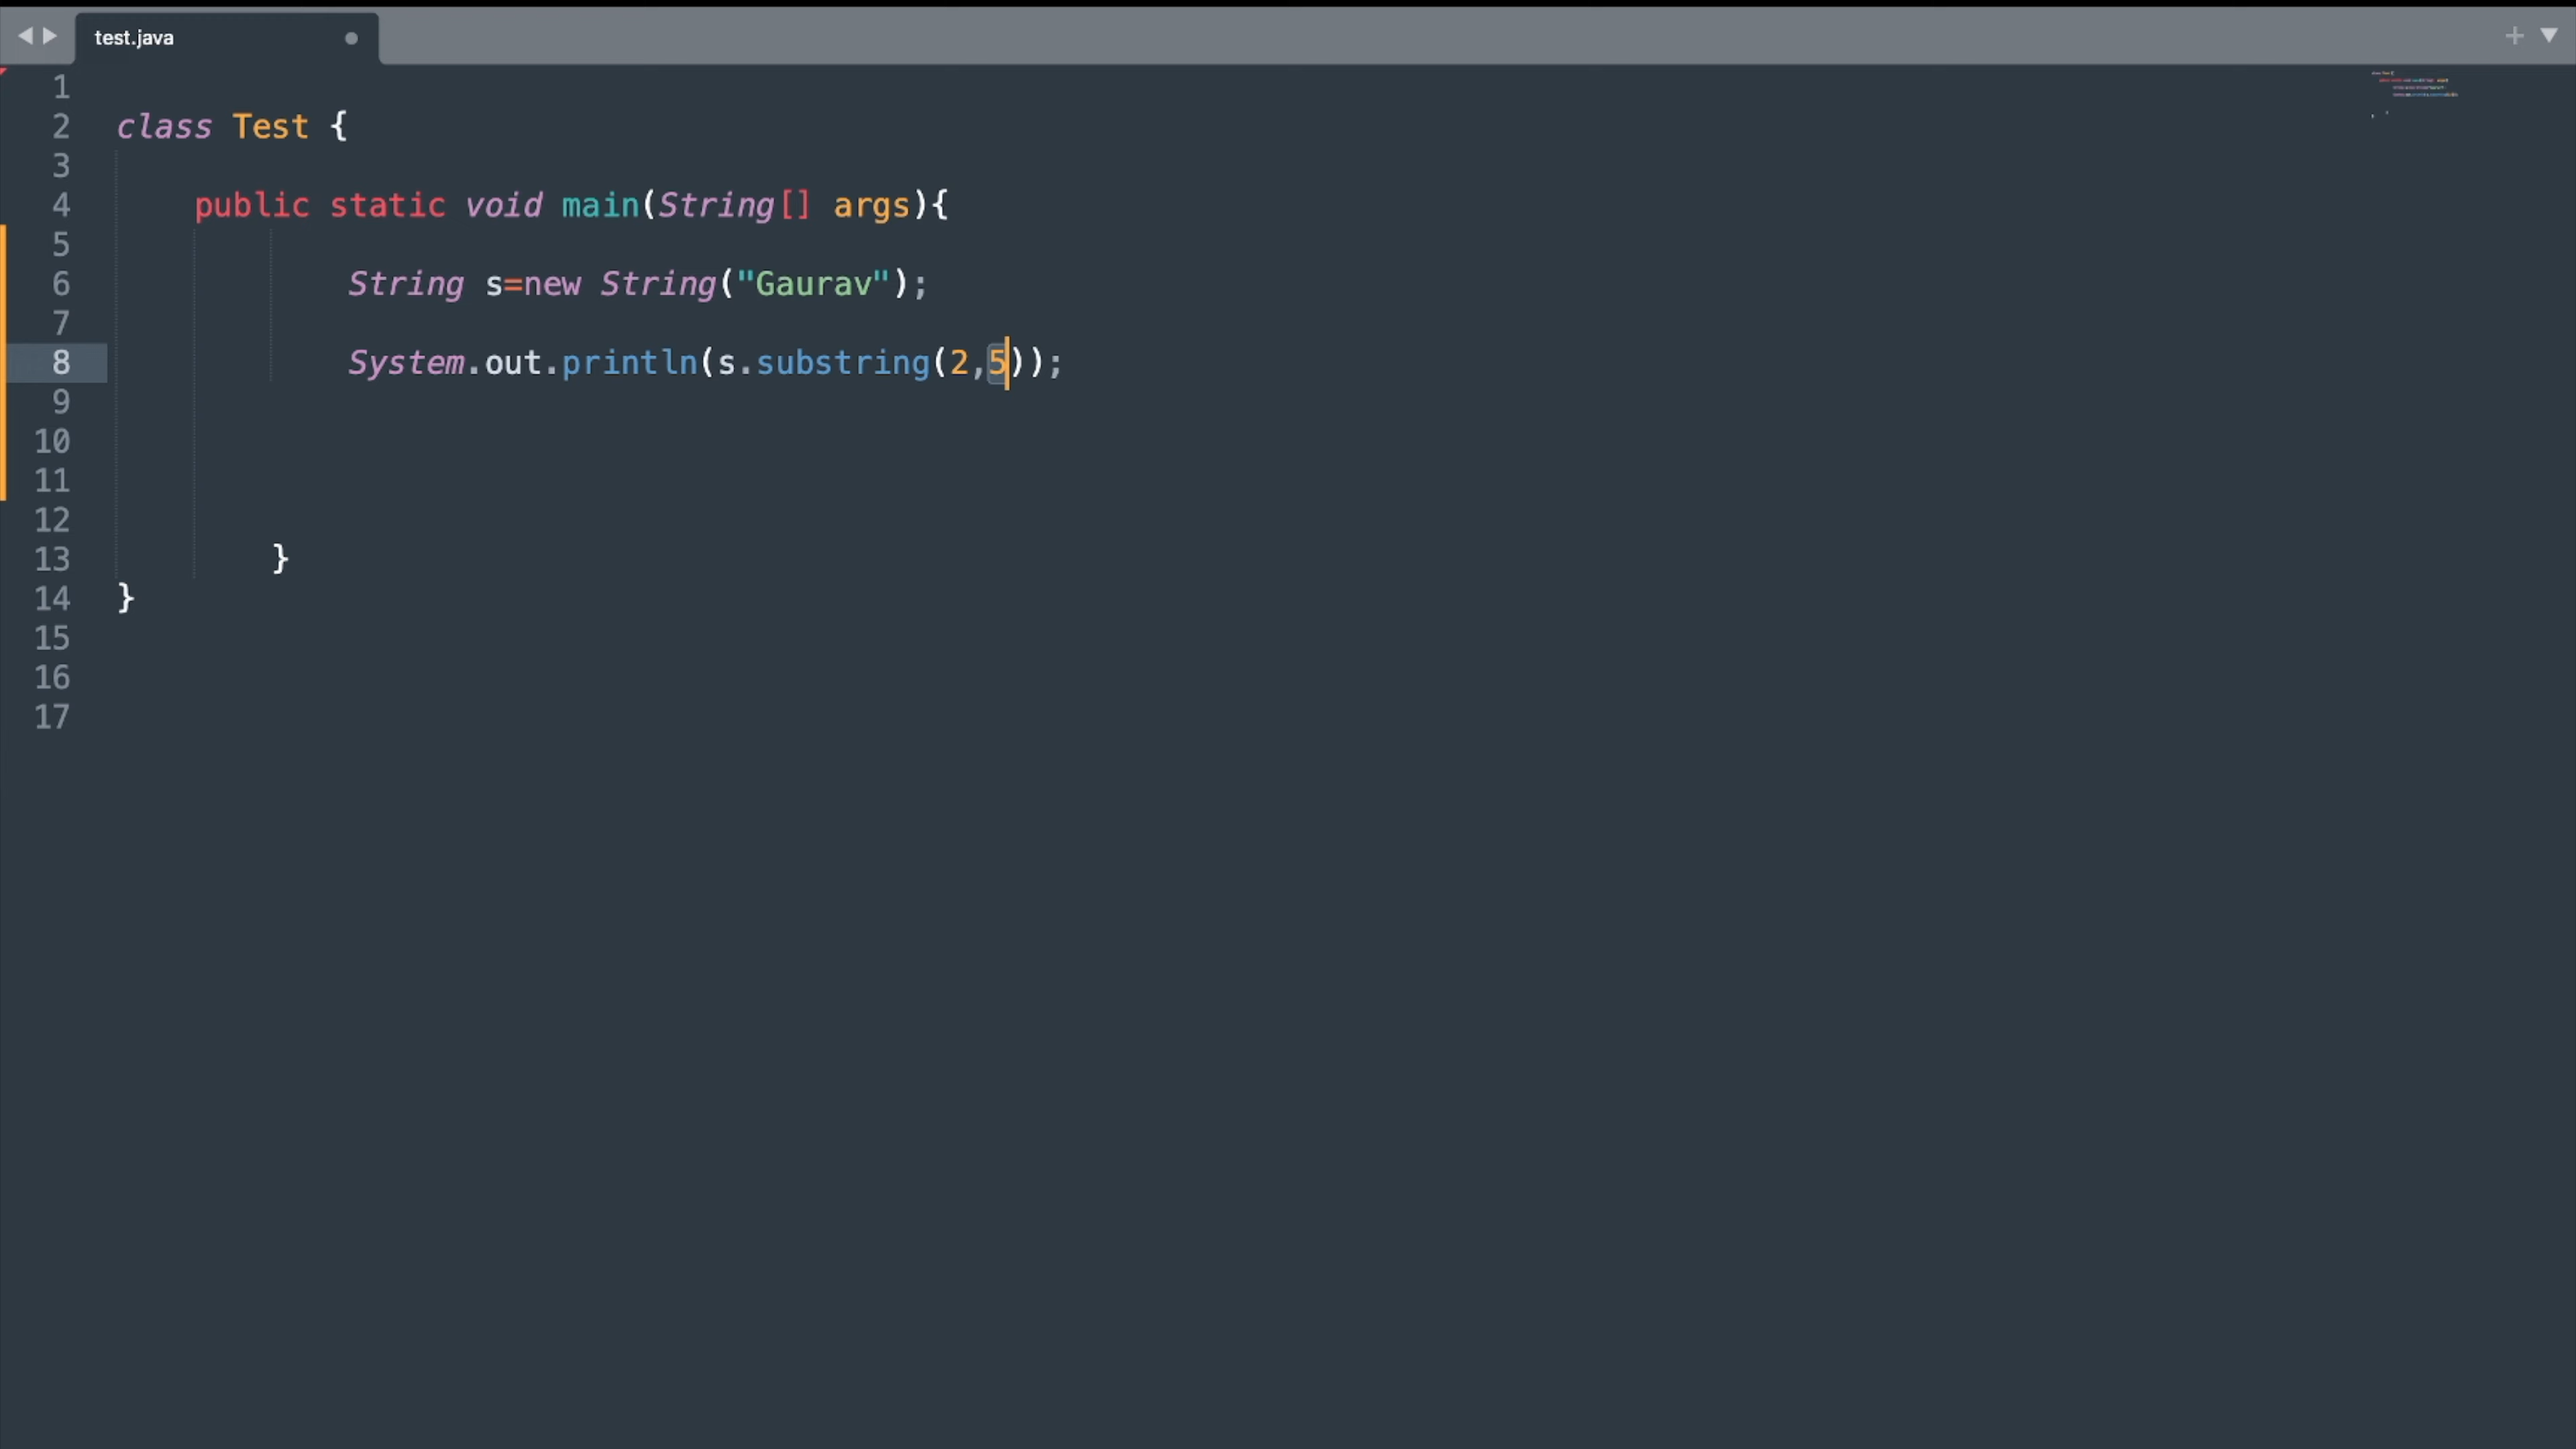 test.java
1
2 class Test {
3
4 public static void main(String[] args){
5
6 String s=new String("Gaurav");
7
8 System.out.println(s.substring(2,5));
9
10
11
12
13 }
14 }
15
16
17